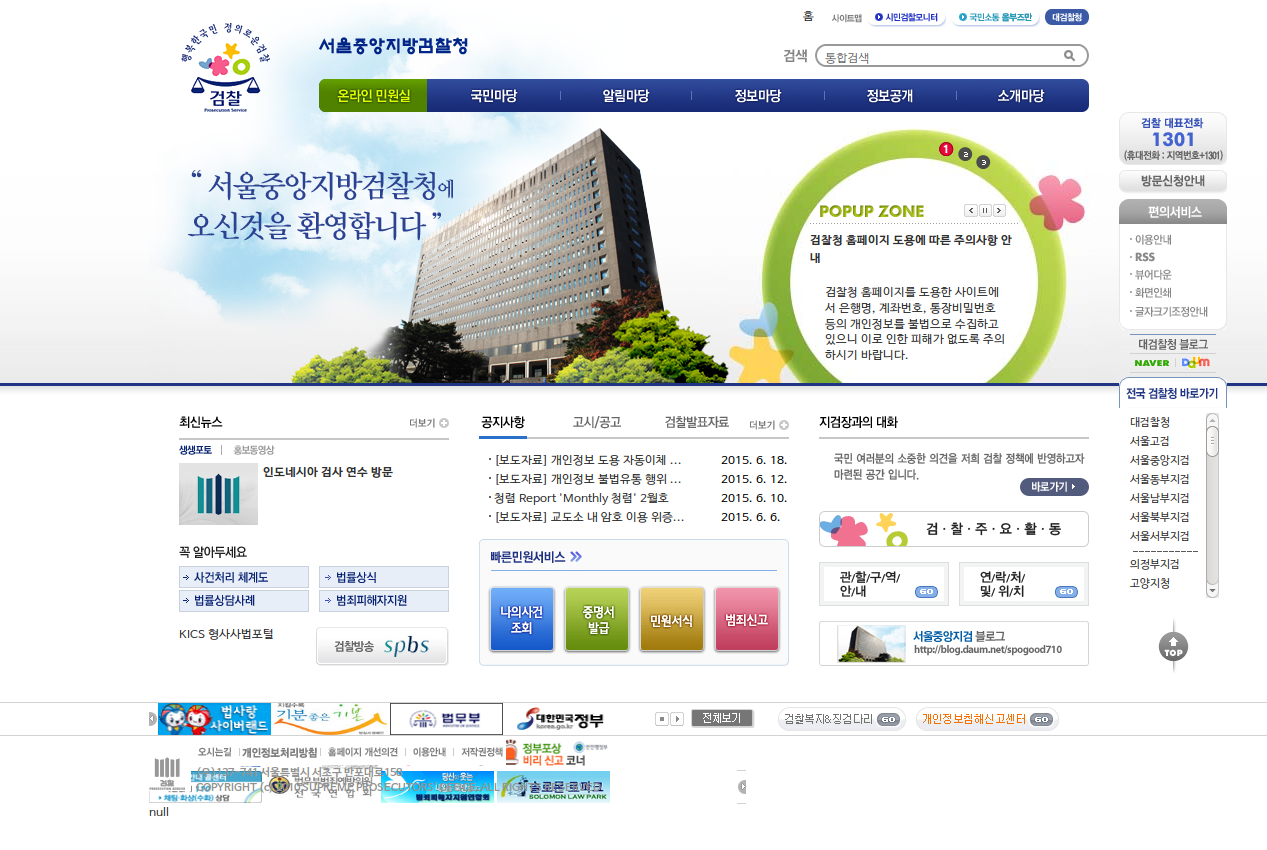 홈 사이트맵 시민검찰모니터 국민소통 옴부즈만 대검찰청
행복한국민 정의로운검찰
검찰
Prosecution Service
서울중앙지방검찰청
검색 통합검색
온라인 민원실 국민마당 알림마당 정보마당 정보공개 소개마당
“ 서울중앙지방검찰청에
오신것을 환영합니다 ”
1 2 3
POPUP ZONE
검찰청 홈페이지 도용에 따른 주의사항 안
내
검찰청 홈페이지를 도용한 사이트에
서 은행명, 계좌번호, 통장비밀번호
등의 개인정보를 불법으로 수집하고
있으니 이로 인한 피해가 없도록 주의
하시기 바랍니다.
검찰 대표전화
1301
(휴대전화 : 지역번호+1301)
방문신청안내
편의서비스
이용안내
RSS
뷰어다운
화면인쇄
글자크기조정안내
대검찰청 블로그
NAVER Daum
전국 검찰청 바로가기
대검찰청
서울고검
서울중앙지검
서울동부지검
서울남부지검
서울북부지검
서울서부지검
-----------
의정부지검
고양지청
TOP
최신뉴스 더보기
생생포토 홍보동영상
인도네시아 검사 연수 방문
공지사항 고시/공고 검찰발표자료 더보기
· [보도자료] 개인정보 도용 자동이체 ... 2015. 6. 18.
· [보도자료] 개인정보 불법유통 행위 ... 2015. 6. 12.
· 청렴 Report 'Monthly 청렴' 2월호 2015. 6. 10.
· [보도자료] 교도소 내 암호 이용 위증... 2015. 6. 6.
지검장과의 대화
국민 여러분의 소중한 의견을 저희 검찰 정책에 반영하고자
마련된 공간 입니다.
바로가기
검·찰·주·요·활·동
꼭 알아두세요
사건처리 체계도 법률상식
법률상담사례 범죄피해자지원
KICS 형사사법포털
검찰방송 spbs
빠른민원서비스
나의사건
조회
증명서
발급
민원서식
범죄신고
관/할/구/역/
안/내 GO
연/락/처/
및/ 위/치 GO
서울중앙지검 블로그
http://blog.daum.net/spogood710
법사랑
사이버랜드
기분좋은기본
법무부
대한민국정부
korea.go.kr
전체보기
검찰복지&징검다리 GO
개인정보침해신고센터 GO
오시는길 개인정보처리방침 홈페이지 개선의견 이용안내 저작권정책
정부포상
비리 신고 코너
검찰
(우) 137-741 서울특별시 서초구 반포대로 158
채팅·화상(수화) 상담
솔로몬로파크
SOLOMON LAW PARK
null